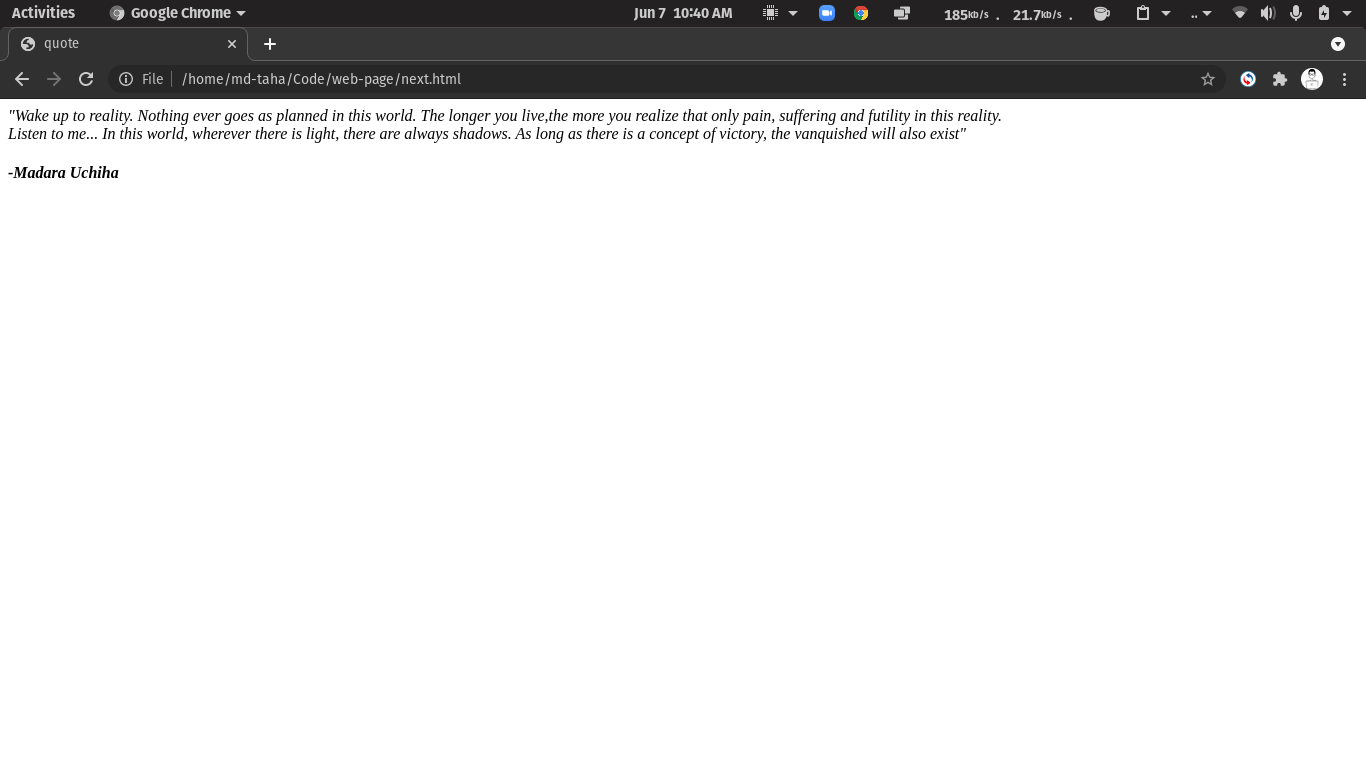 Activities Google Chrome Jun 7 10:40 AM 185kb/s . 21.7kb/s . ..
quote
File /home/md-taha/Code/web-page/next.html
"Wake up to reality. Nothing ever goes as planned in this world. The longer you live,the more you realize that only pain, suffering and futility in this reality.
Listen to me... In this world, wherever there is light, there are always shadows. As long as there is a concept of victory, the vanquished will also exist"
-Madara Uchiha